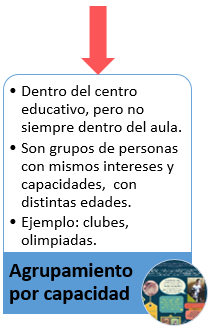 • Dentro del centro
educativo, pero no
siempre dentro del aula.
• Son grupos de personas
con mismos intereses y
capacidades, con
distintas edades.
• Ejemplo: clubes,
olimpiadas.
Agrupamiento
por capacidad